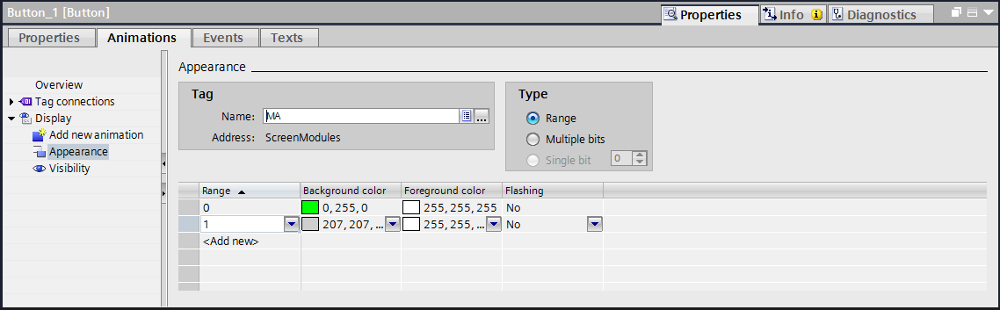 Button_1 [Button]
Properties
Info
Diagnostics
Properties
Animations
Events
Texts
Overview
Tag connections
Display
Add new animation
Appearance
Visibility
Appearance
Tag
Name:
MA
...
Address:
ScreenModules
Type
Range
Multiple bits
Single bit
0
Range Background color Foreground color Flashing
0 0, 255, 0 255, 255, 255 No
1 207, 207, ... 255, 255, ... No
<Add new>